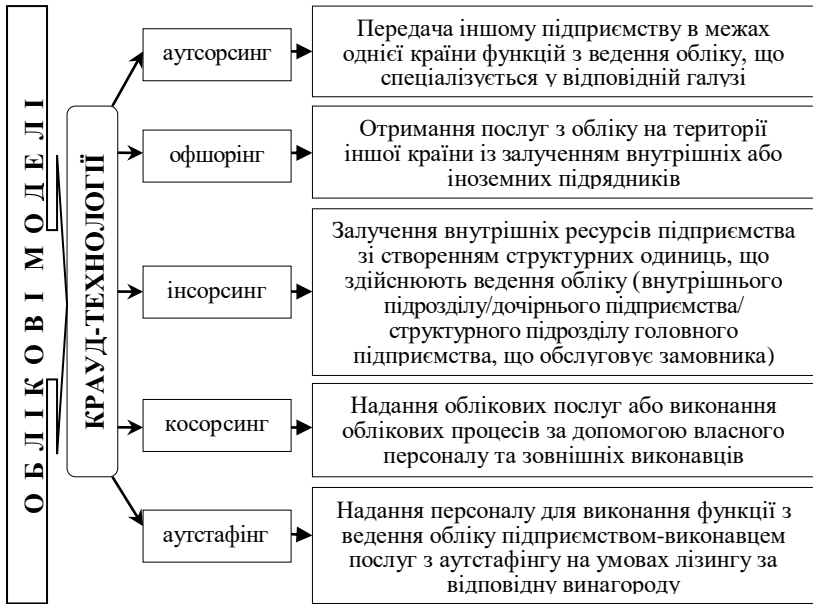 ОБЛІКОВІ МОДЕЛІ
КРАУД-ТЕХНОЛОГІЇ
аутсорсинг
Передача іншому підприємству в межах
однієї країни функцій з ведення обліку, що
спеціалізується у відповідній галузі
офшорінг
Отримання послуг з обліку на території
іншої країни із залученням внутрішніх або
іноземних підрядників
інсорсинг
Залучення внутрішніх ресурсів підприємства
зі створенням структурних одиниць, що
здійснюють ведення обліку (внутрішнього
підрозділу/дочірнього підприємства/
структурного підрозділу головного
підприємства, що обслуговує замовника)
косорсинг
Надання облікових послуг або виконання
облікових процесів за допомогою власного
персоналу та зовнішніх виконавців
аутстафінг
Надання персоналу для виконання функції з
ведення обліку підприємством-виконавцем
послуг з аутстафінгу на умовах лізингу за
відповідну винагороду